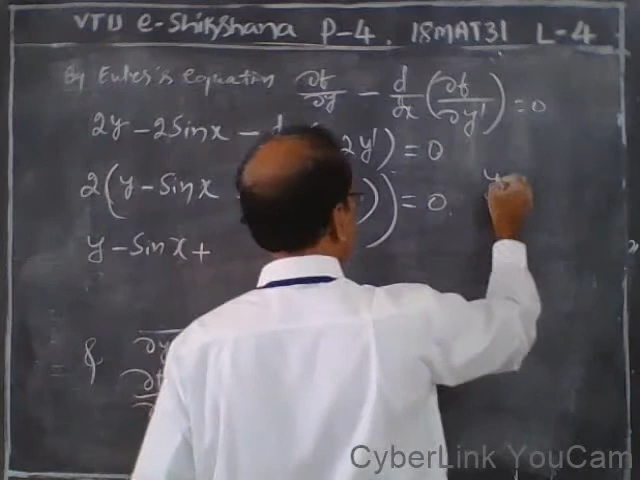 VTU e-Shikshana P-4. 18MAT31 L-4
By Euler's equation ∂f/∂y − d/dx(∂f/∂y') = 0
2y − 2Sinx − 2y') = 0
2(y − Sinx )) = 0.
y − Sinx +
= & ∂y
∂f
CyberLink YouCam